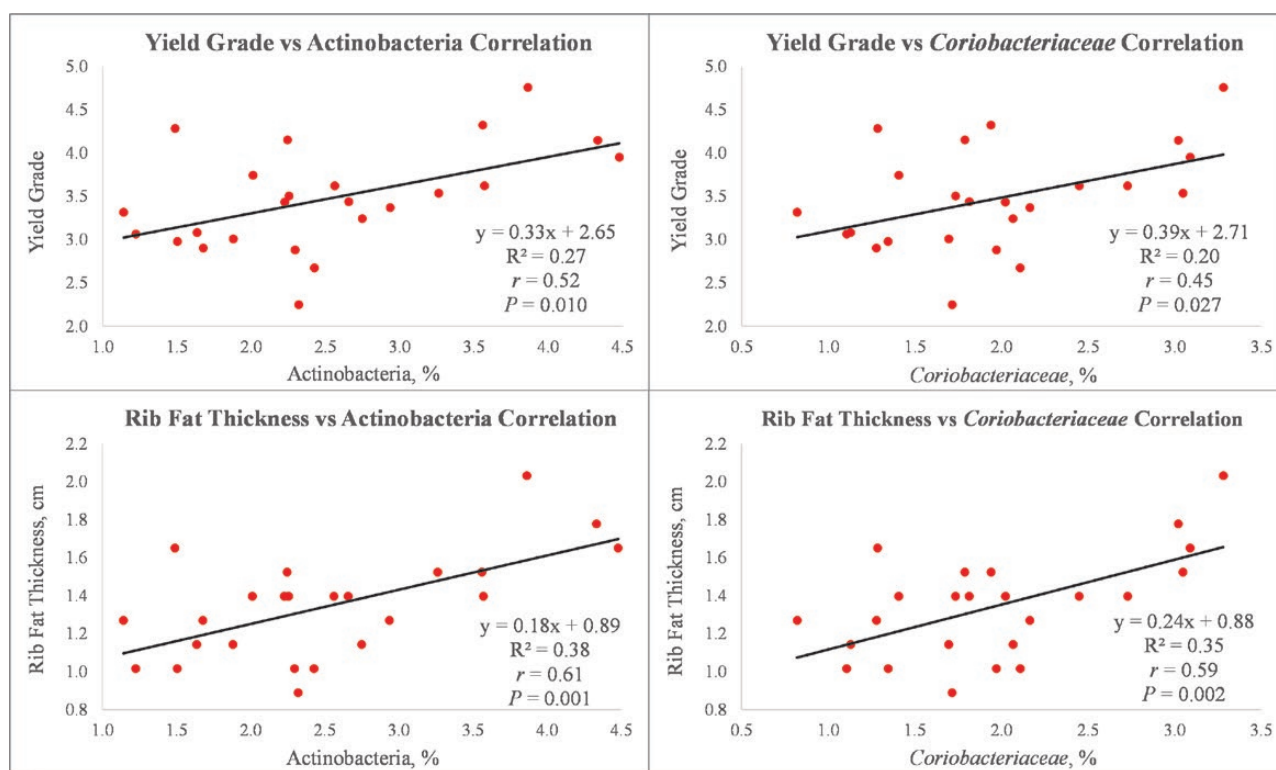 Yield Grade vs Actinobacteria Correlation
5.0
4.5
4.0
3.5
3.0
2.5
2.0
Yield Grade
y = 0.33x + 2.65
R² = 0.27
r = 0.52
P = 0.010
1.0 1.5 2.0 2.5 3.0 3.5 4.0 4.5
Actinobacteria, %
Yield Grade vs Coriobacteriaceae Correlation
5.0
4.5
4.0
3.5
3.0
2.5
2.0
Yield Grade
y = 0.39x + 2.71
R² = 0.20
r = 0.45
P = 0.027
0.5 1.0 1.5 2.0 2.5 3.0 3.5
Coriobacteriaceae, %
Rib Fat Thickness vs Actinobacteria Correlation
2.2
2.0
1.8
1.6
1.4
1.2
1.0
0.8
Rib Fat Thickness, cm
y = 0.18x + 0.89
R² = 0.38
r = 0.61
P = 0.001
1.0 1.5 2.0 2.5 3.0 3.5 4.0 4.5
Actinobacteria, %
Rib Fat Thickness vs Coriobacteriaceae Correlation
2.2
2.0
1.8
1.6
1.4
1.2
1.0
0.8
Rib Fat Thickness, cm
y = 0.24x + 0.88
R² = 0.35
r = 0.59
P = 0.002
0.5 1.0 1.5 2.0 2.5 3.0 3.5
Coriobacteriaceae, %